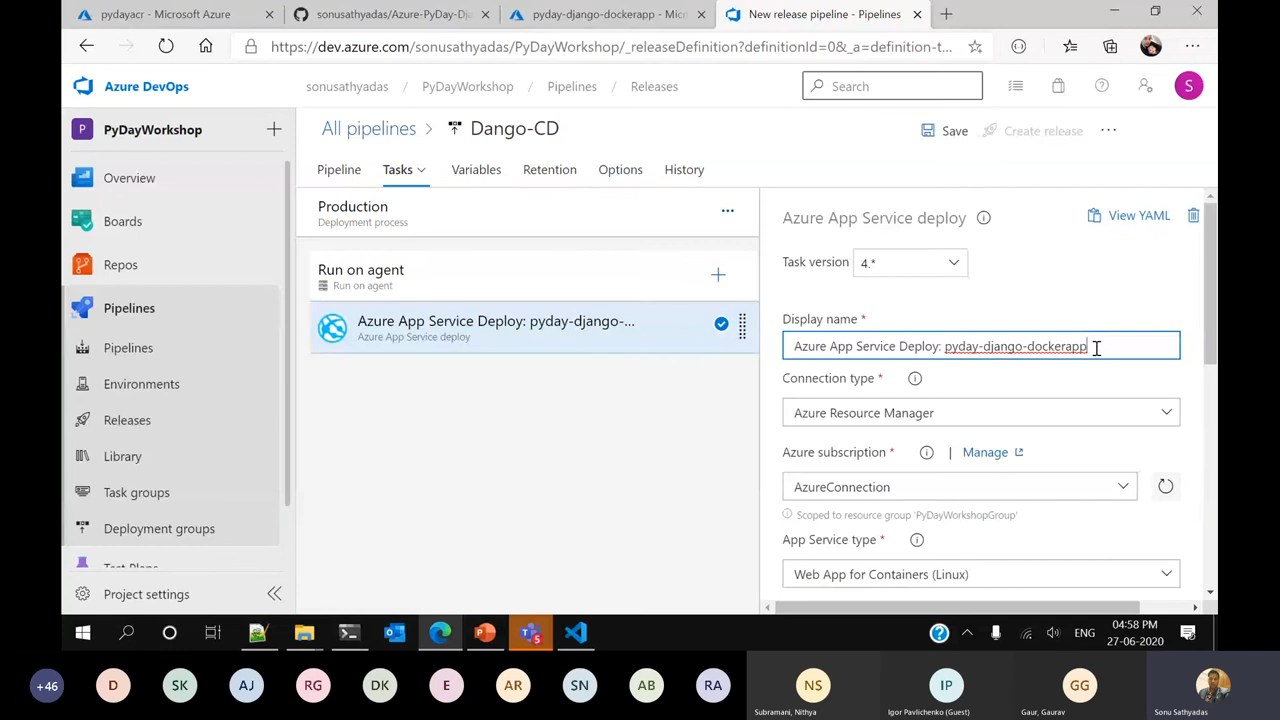 pydayacr - Microsoft Azure
sonusathyadas/Azure-PyDay-Dj
pyday-django-dockerapp - Micr
New release pipeline - Pipelines
https://dev.azure.com/sonusathyadas/PyDayWorkshop/_releaseDefinition?definitionId=0&_a=definition-t...
Azure DevOps
sonusathyadas / PyDayWorkshop / Pipelines / Releases
Search
S
P PyDayWorkshop
All pipelines > Dango-CD
Save
Create release
Overview
Boards
Repos
Pipelines
Pipelines
Environments
Releases
Library
Task groups
Deployment groups
Test Plans
Project settings
Pipeline
Tasks
Variables
Retention
Options
History
Production
Deployment process
Run on agent
Run on agent
Azure App Service Deploy: pyday-django-...
Azure App Service deploy
Azure App Service deploy
View YAML
Task version
4.*
Display name *
Azure App Service Deploy: pyday-django-dockerapp
Connection type *
Azure Resource Manager
Azure subscription * | Manage
AzureConnection
Scoped to resource group 'PyDayWorkshopGroup'
App Service type *
Web App for Containers (Linux)
ENG
04:58 PM
27-06-2020
+46
D
SK
AJ
RG
DK
E
AR
SN
AB
RA
NS
Subramani, Nithya
IP
Igor Pavlichenko (Guest)
GG
Gaur, Gaurav
Sonu Sathyadas